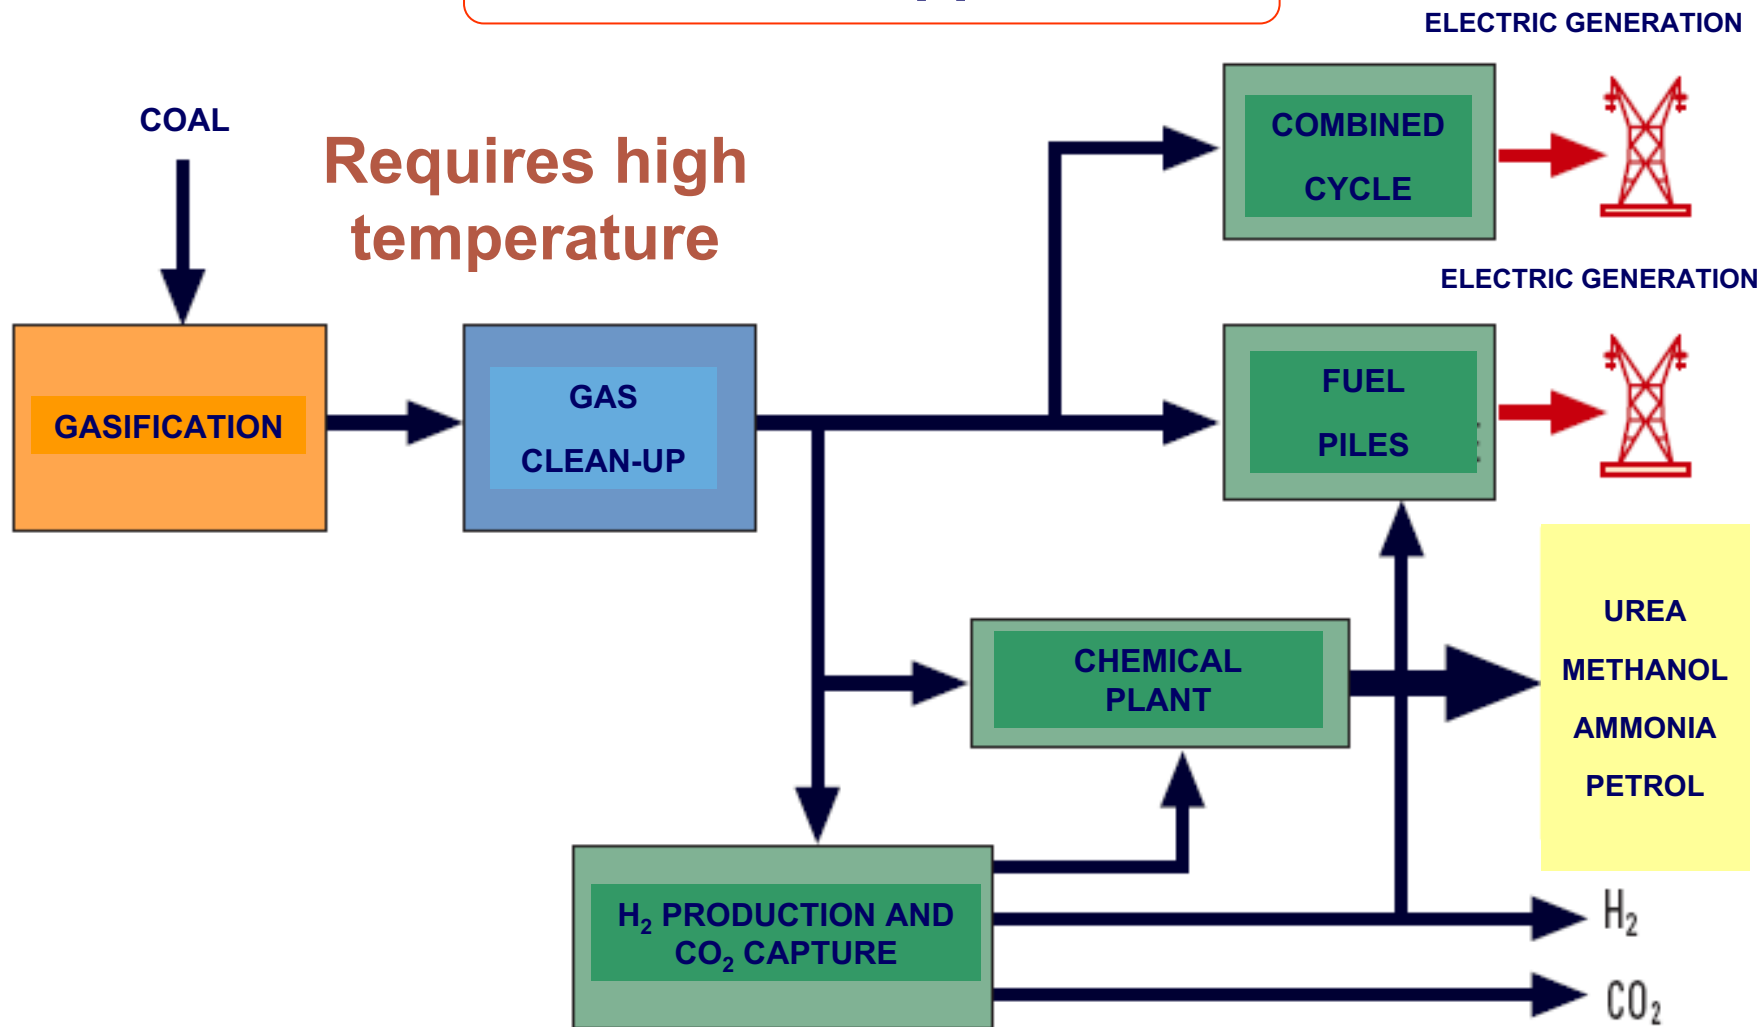 ELECTRIC GENERATION
COAL
Requires high
temperature
COMBINED
CYCLE
ELECTRIC GENERATION
GASIFICATION
GAS
CLEAN-UP
FUEL
PILES
CHEMICAL
PLANT
UREA
METHANOL
AMMONIA
PETROL
H₂ PRODUCTION AND
CO₂ CAPTURE
H₂
CO₂